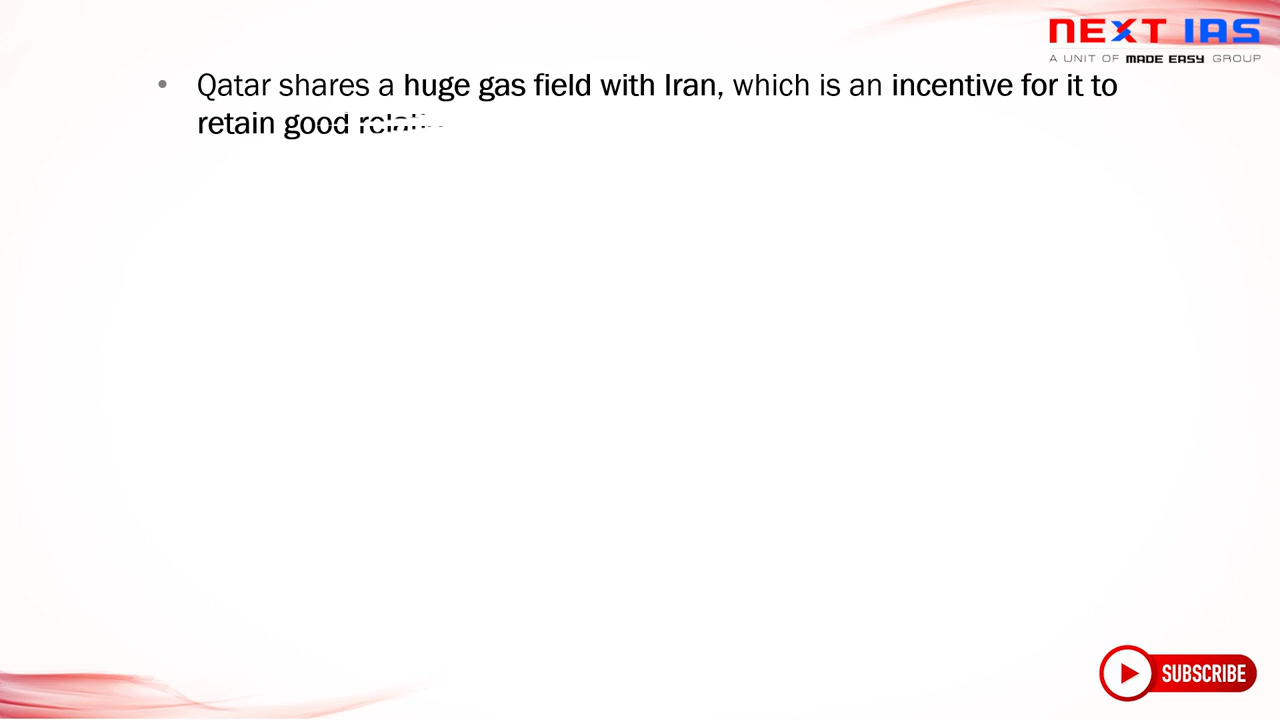 NEXT IAS
A UNIT OF MADE EASY GROUP
• Qatar shares a huge gas field with Iran, which is an incentive for it to
retain good
SUBSCRIBE